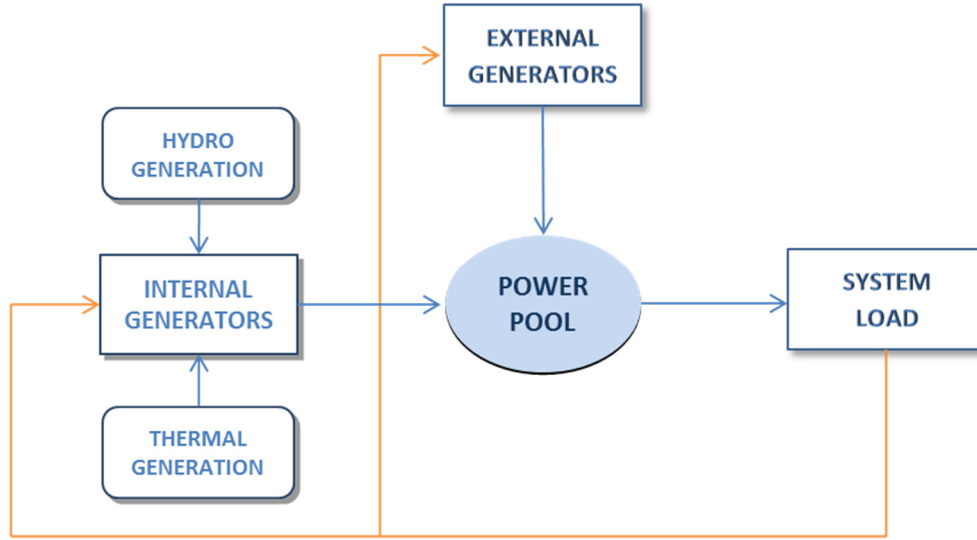 EXTERNAL
GENERATORS
HYDRO
GENERATION
INTERNAL
GENERATORS
POWER
POOL
SYSTEM
LOAD
THERMAL
GENERATION